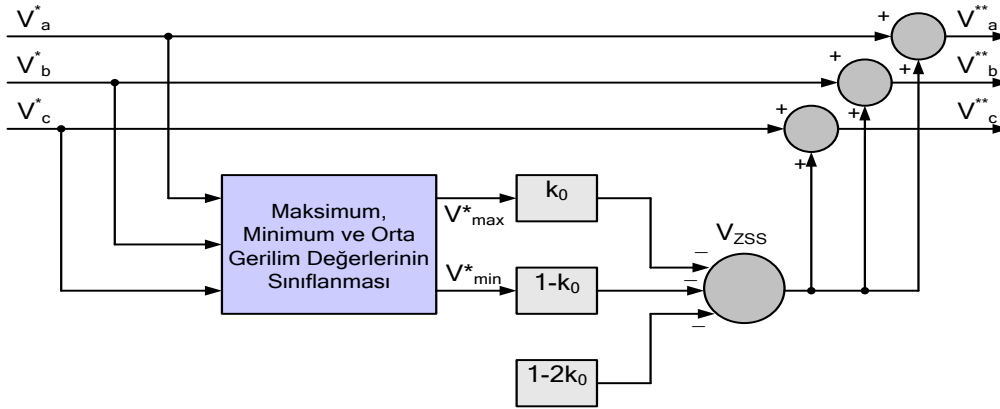 V*a
V**a
+
+
V*b
V**b
+
+
V*c
V**c
+
+
Maksimum,
Minimum ve Orta
Gerilim Değerlerinin
Sınıflanması
V*max
k0
VZSS
–
V*min
1-k0
–
–
1-2k0